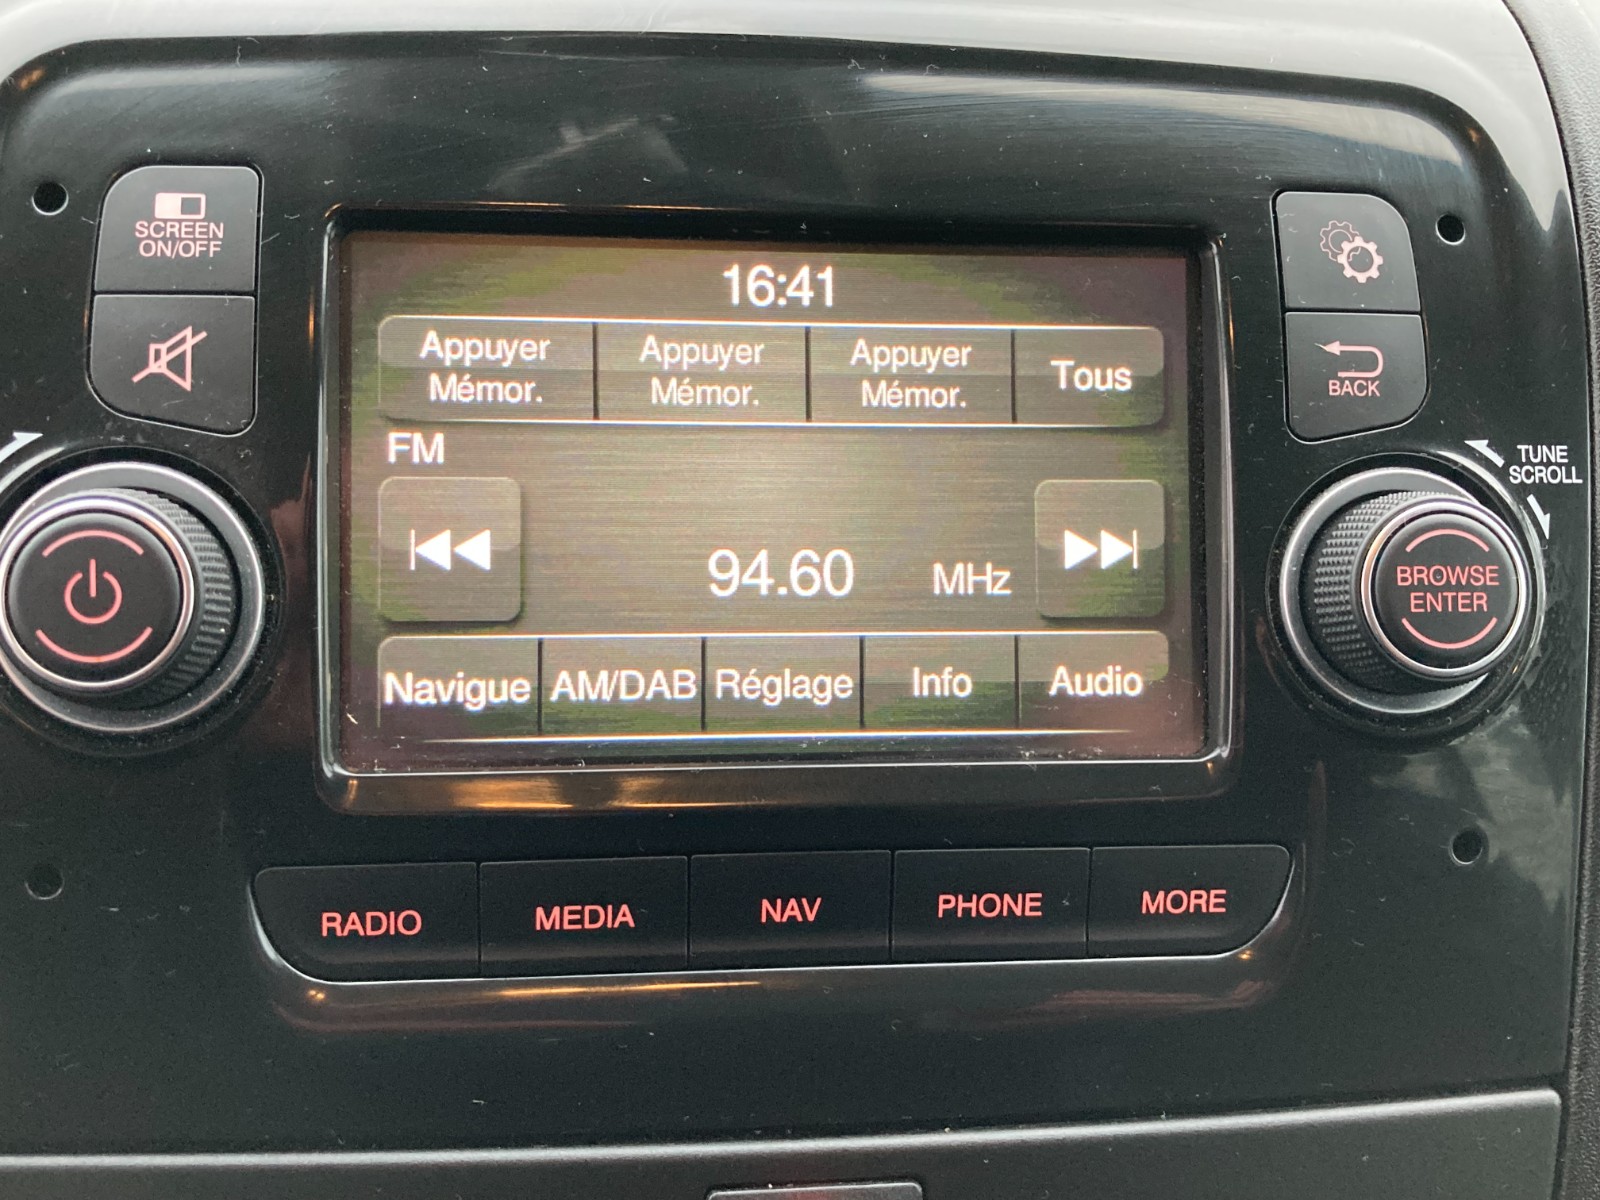 SCREEN
ON/OFF
16:41
Appuyer
Mémor.
Appuyer
Mémor.
Appuyer
Mémor.
Tous
FM
94.60 MHz
Navigue
AM/DAB
Réglage
Info
Audio
BACK
TUNE
SCROLL
BROWSE
ENTER
RADIO
MEDIA
NAV
PHONE
MORE